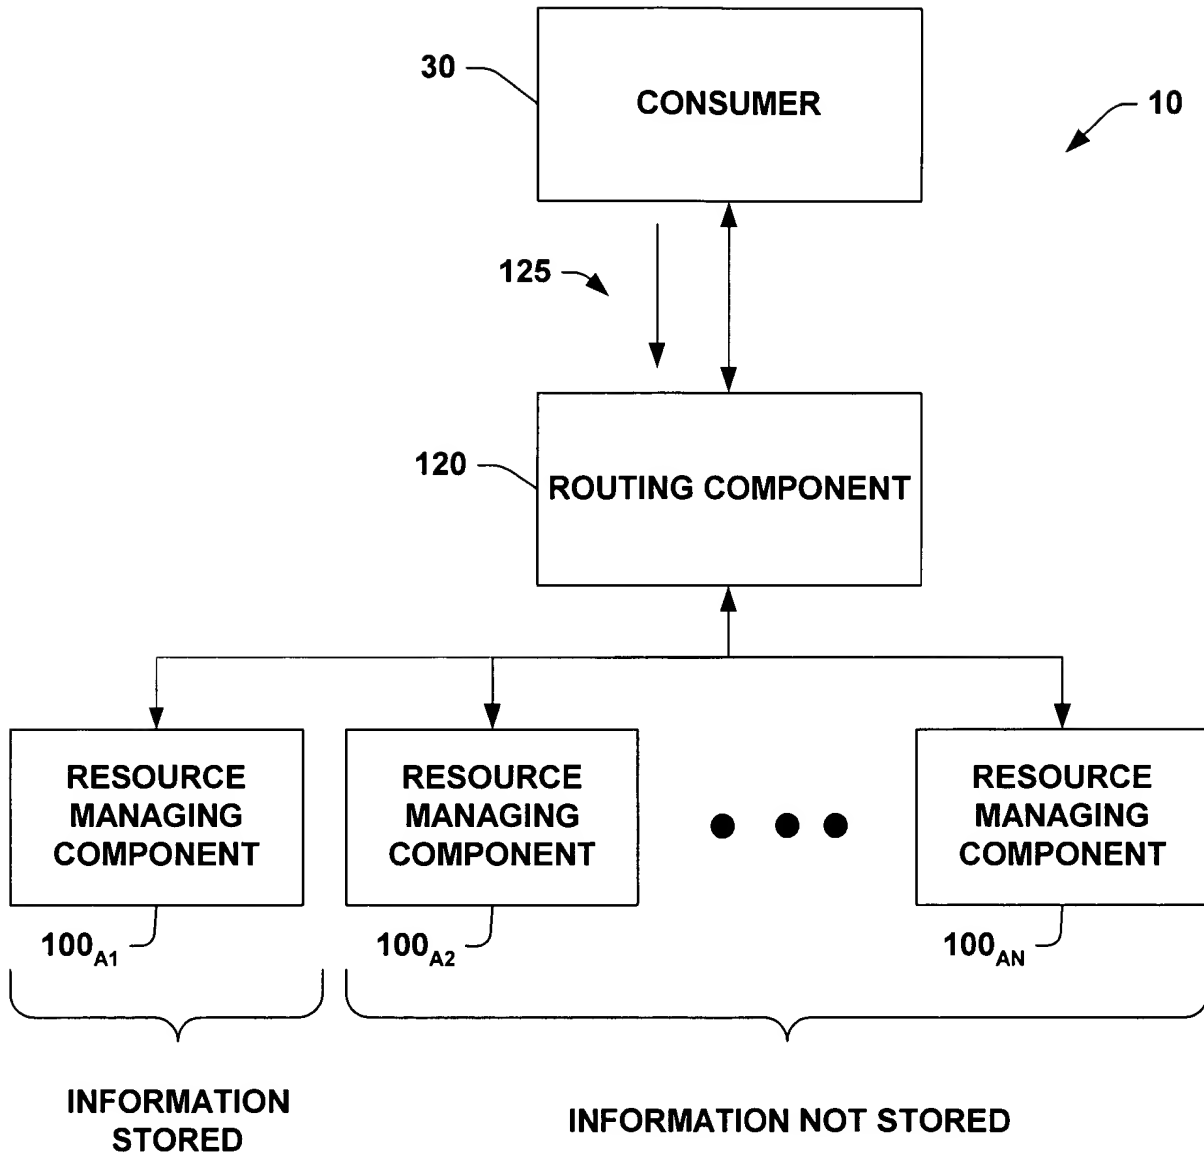 30
CONSUMER
10
125
120
ROUTING COMPONENT
RESOURCE
MANAGING
COMPONENT
RESOURCE
MANAGING
COMPONENT
RESOURCE
MANAGING
COMPONENT
100A1
100A2
100AN
INFORMATION
STORED
INFORMATION NOT STORED